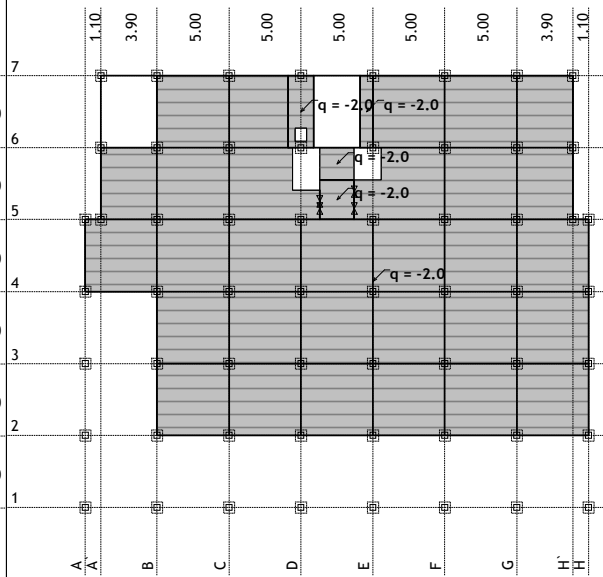 1.10
3.90
5.00
5.00
5.00
5.00
5.00
3.90
1.10
7
q = -2.0
q = -2.0
6
q = -2.0
q = -2.0
5
q = -2.0
4
3
2
1
A
A´
B
C
D
E
F
G
H´
H